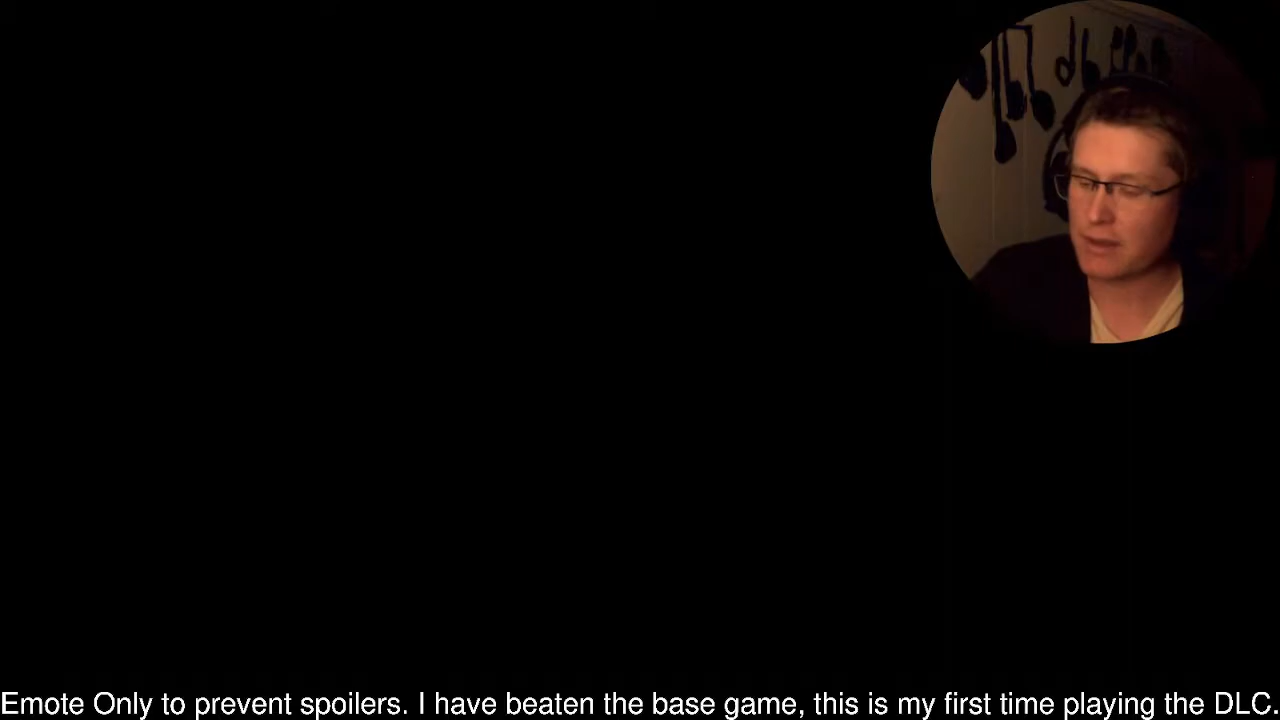 Emote Only to prevent spoilers. I have beaten the base game, this is my first time playing the DLC.